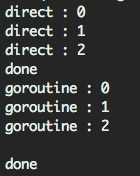 direct : 0
direct : 1
direct : 2
done
goroutine : 0
goroutine : 1
goroutine : 2

done